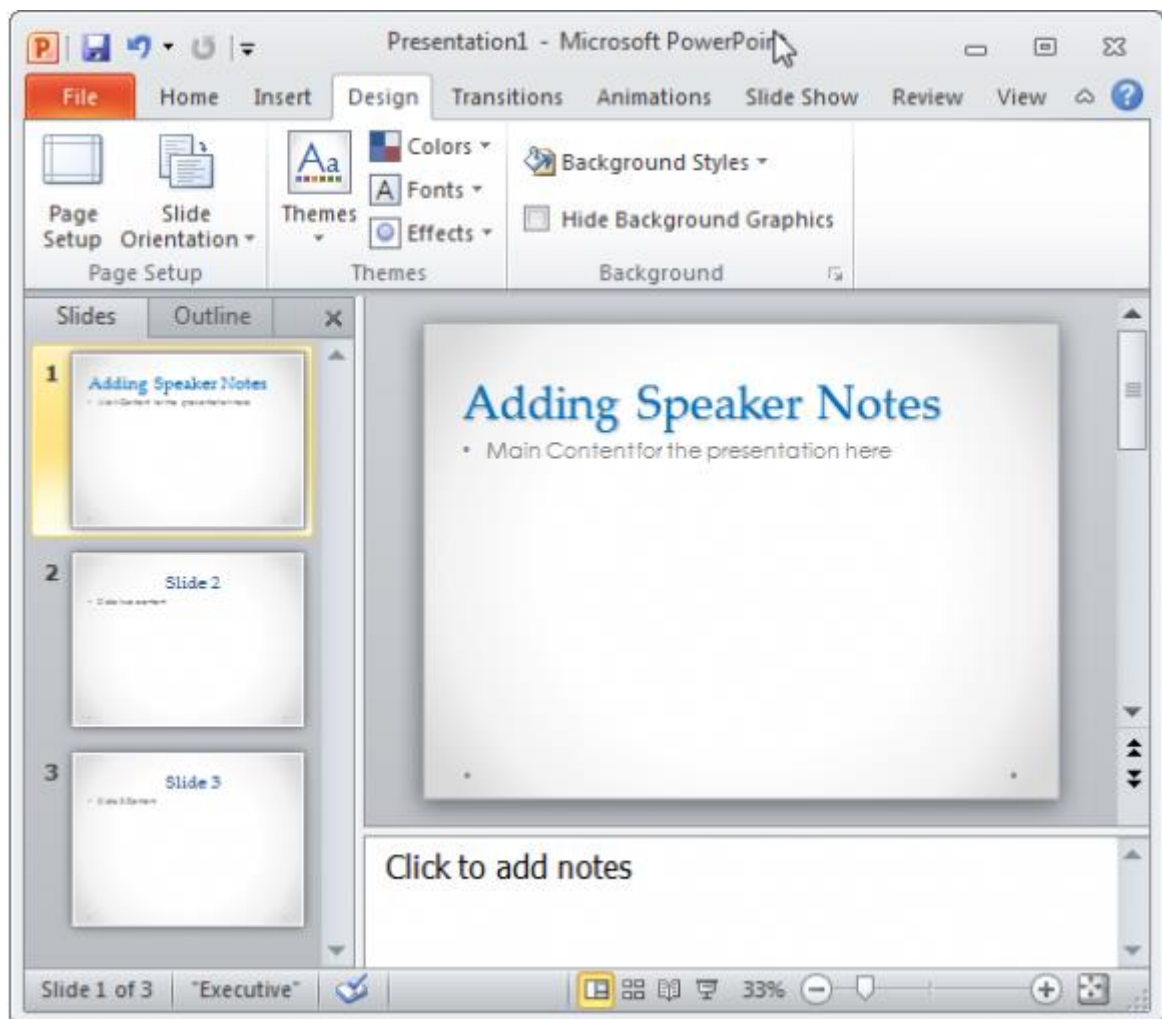 Presentation1 - Microsoft PowerPoint
File Home Insert Design Transitions Animations Slide Show Review View
Page Setup
Slide Orientation
Themes
Colors
Fonts
Effects
Background Styles
Hide Background Graphics
Page Setup Themes Background
Slides Outline
1
Adding Speaker Notes
2
Slide 2
3
Slide 3
Adding Speaker Notes
• Main Content for the presentation here
Click to add notes
Slide 1 of 3 "Executive" 33%